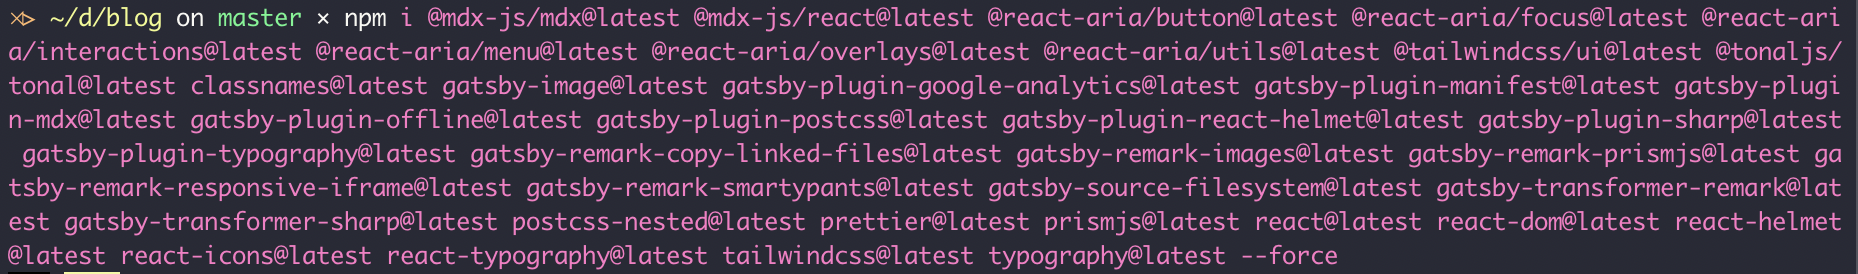 ⋊> ~/d/blog on master × npm i @mdx-js/mdx@latest @mdx-js/react@latest @react-aria/button@latest @react-aria/focus@latest @react-ari
a/interactions@latest @react-aria/menu@latest @react-aria/overlays@latest @react-aria/utils@latest @tailwindcss/ui@latest @tonaljs/
tonal@latest classnames@latest gatsby-image@latest gatsby-plugin-google-analytics@latest gatsby-plugin-manifest@latest gatsby-plugi
n-mdx@latest gatsby-plugin-offline@latest gatsby-plugin-postcss@latest gatsby-plugin-react-helmet@latest gatsby-plugin-sharp@latest
gatsby-plugin-typography@latest gatsby-remark-copy-linked-files@latest gatsby-remark-images@latest gatsby-remark-prismjs@latest ga
tsby-remark-responsive-iframe@latest gatsby-remark-smartypants@latest gatsby-source-filesystem@latest gatsby-transformer-remark@lat
est gatsby-transformer-sharp@latest postcss-nested@latest prettier@latest prismjs@latest react@latest react-dom@latest react-helmet
@latest react-icons@latest react-typography@latest tailwindcss@latest typography@latest --force